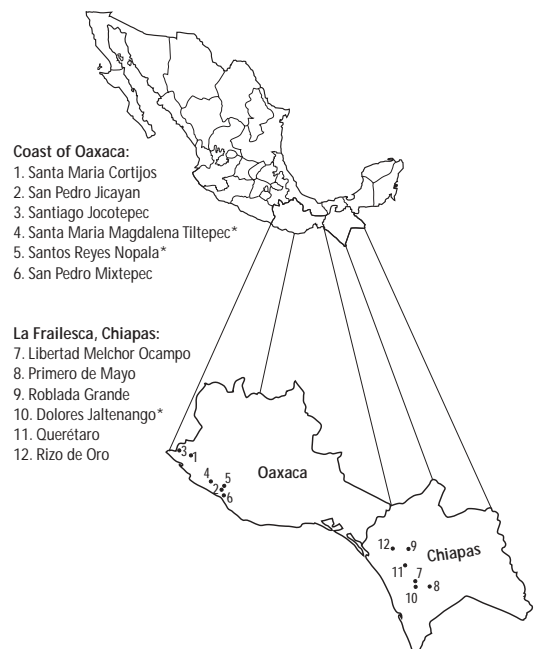 Coast of Oaxaca:
1. Santa Maria Cortijos
2. San Pedro Jicayan
3. Santiago Jocotepec
4. Santa Maria Magdalena Tiltepec*
5. Santos Reyes Nopala*
6. San Pedro Mixtepec
La Frailesca, Chiapas:
7. Libertad Melchor Ocampo
8. Primero de Mayo
9. Roblada Grande
10. Dolores Jaltenango*
11. Querétaro
12. Rizo de Oro
3
1
4
5
2
6
Oaxaca
12
9
Chiapas
11
7
10
8